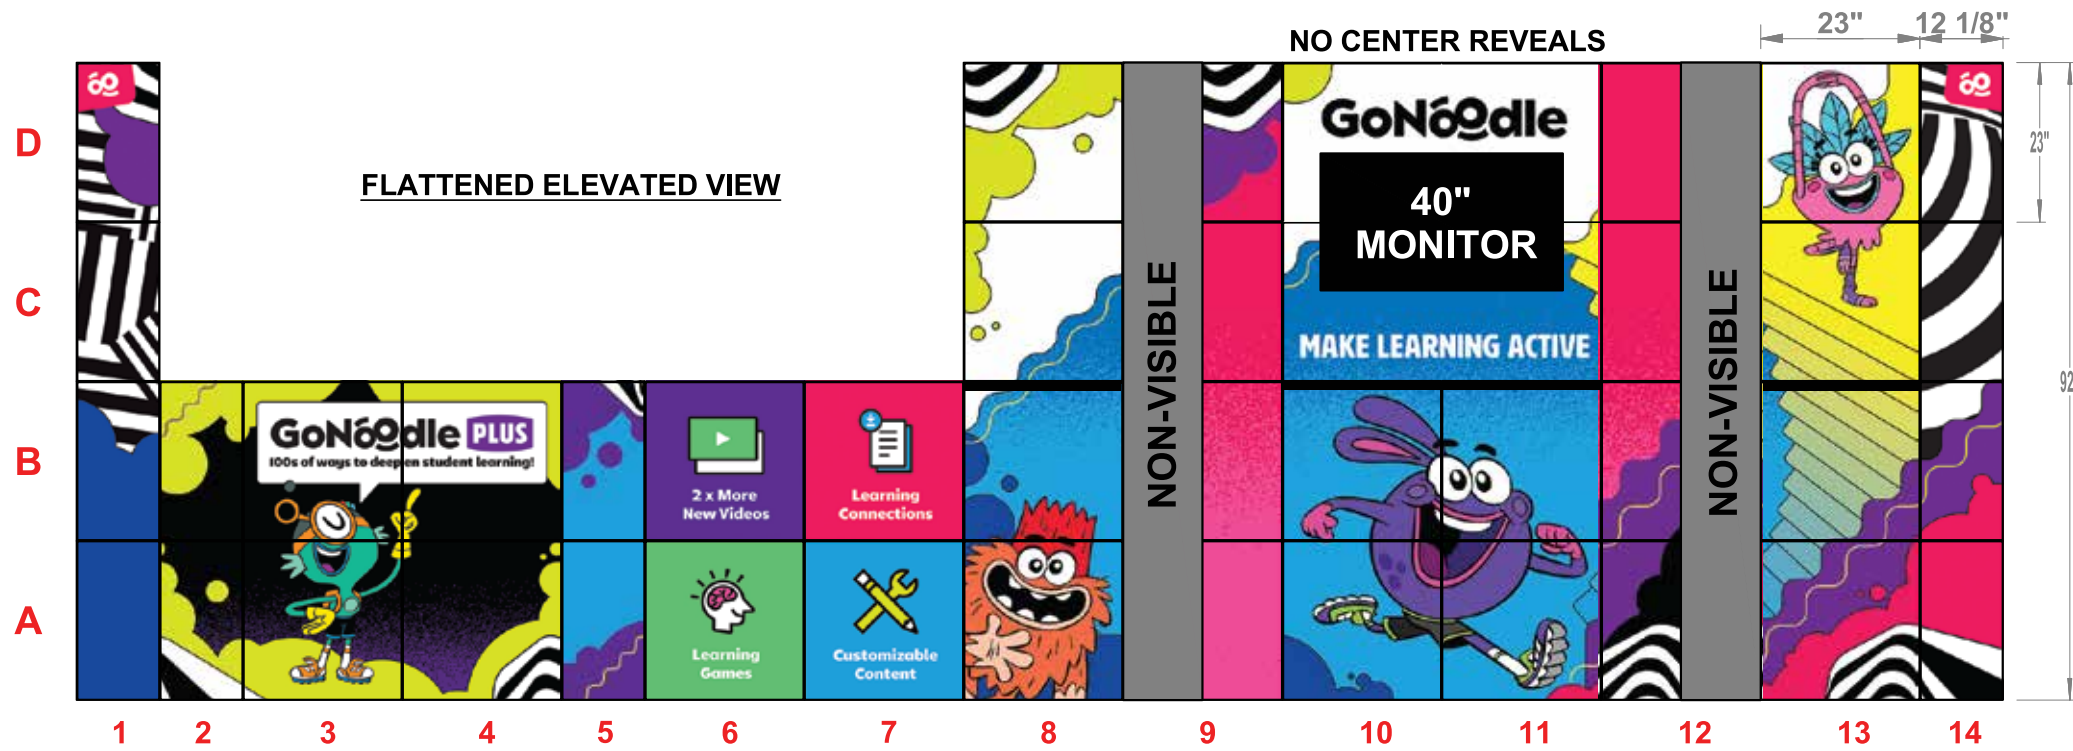 NO CENTER REVEALS
23"
12 1/8"
D
C
B
A
FLATTENED ELEVATED VIEW
GoNoodle
40"
MONITOR
MAKE LEARNING ACTIVE
NON-VISIBLE
NON-VISIBLE
23"
92
GoNoodle PLUS
100s of ways to deepen student learning!
2 x More
New Videos
Learning
Connections
Learning
Games
Customizable
Content
1 2 3 4 5 6 7 8 9 10 11 12 13 14